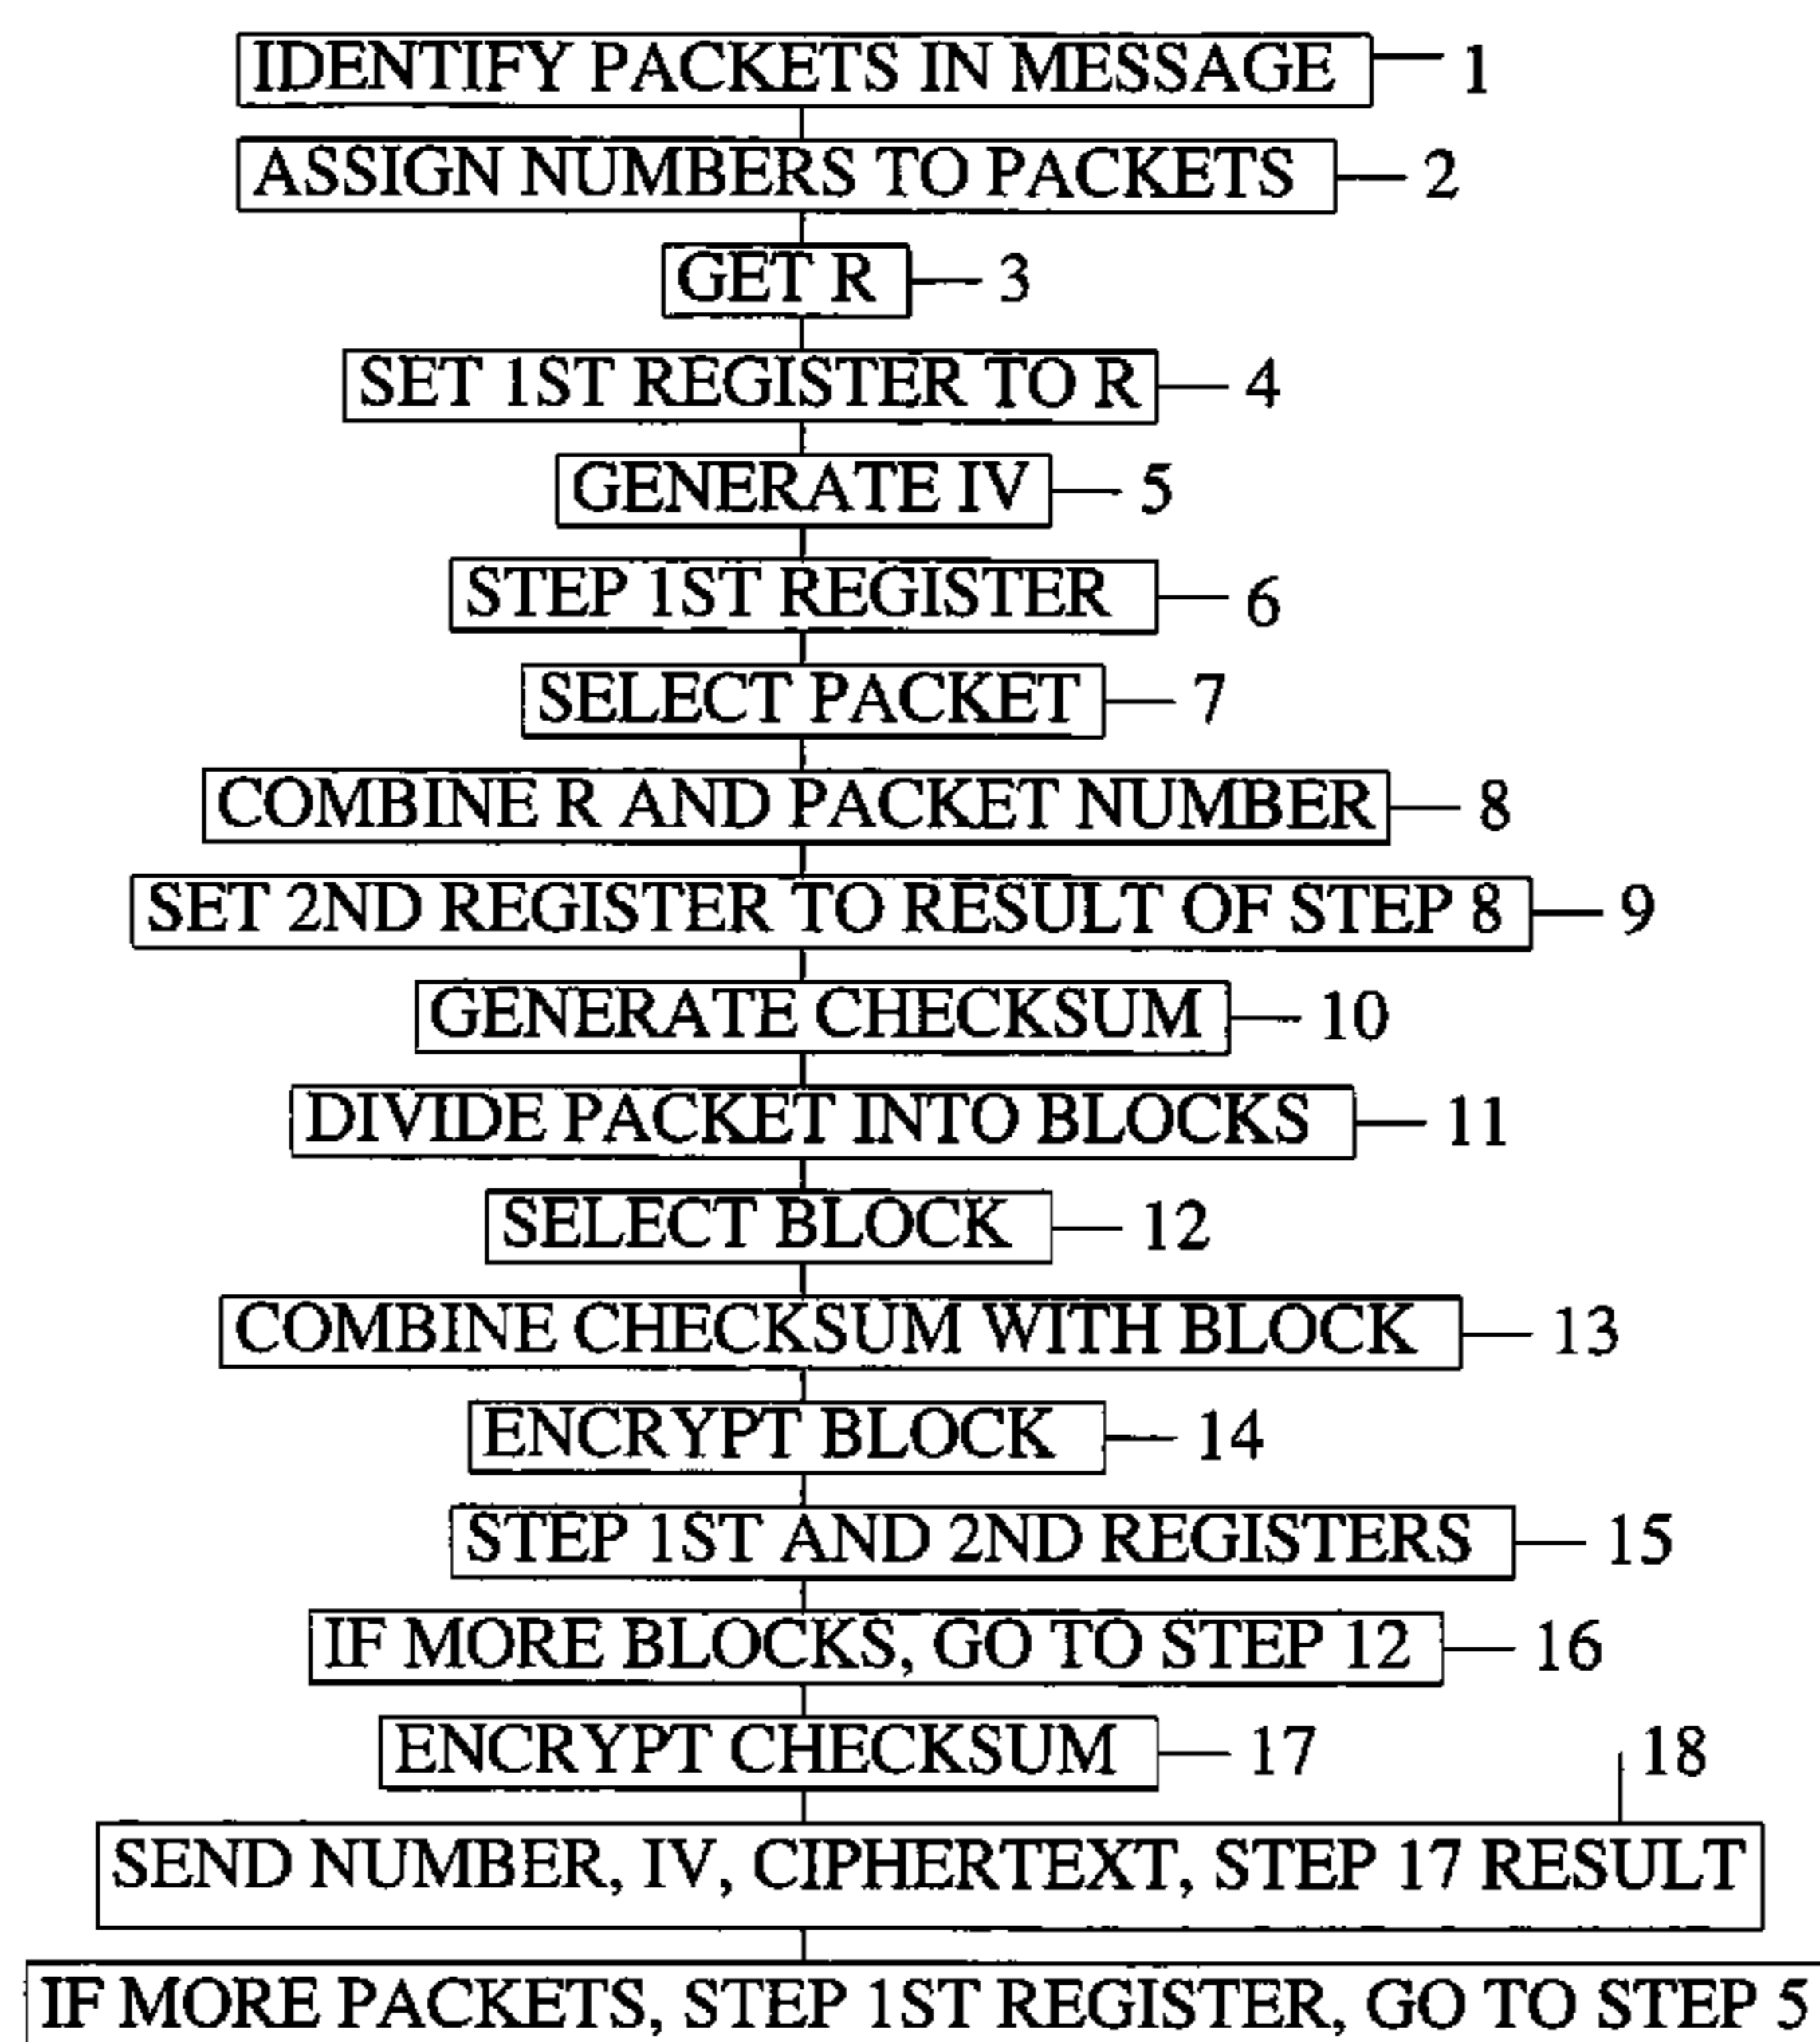 IDENTIFY PACKETS IN MESSAGE 1
ASSIGN NUMBERS TO PACKETS 2
GET R 3
SET 1ST REGISTER TO R 4
GENERATE IV 5
STEP 1ST REGISTER 6
SELECT PACKET 7
COMBINE R AND PACKET NUMBER 8
SET 2ND REGISTER TO RESULT OF STEP 8 9
GENERATE CHECKSUM 10
DIVIDE PACKET INTO BLOCKS 11
SELECT BLOCK 12
COMBINE CHECKSUM WITH BLOCK 13
ENCRYPT BLOCK 14
STEP 1ST AND 2ND REGISTERS 15
IF MORE BLOCKS, GO TO STEP 12 16
ENCRYPT CHECKSUM 17
18
SEND NUMBER, IV, CIPHERTEXT, STEP 17 RESULT
IF MORE PACKETS, STEP 1ST REGISTER, GO TO STEP 5